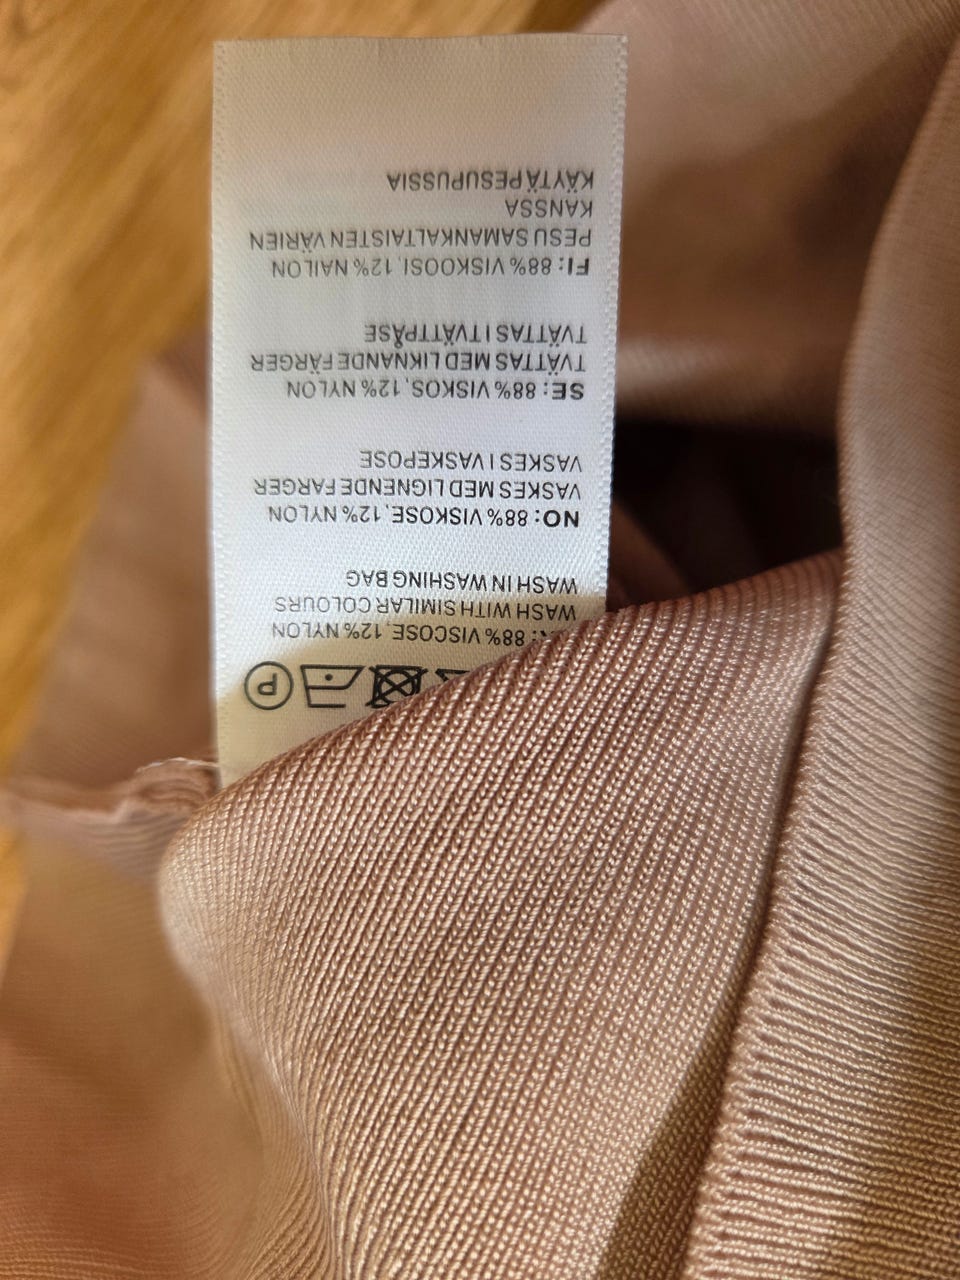 P
88% VISCOSE, 12% NYLON
WASH WITH SIMILAR COLOURS
WASH IN WASHING BAG
NO: 88% VISKOSE, 12% NYLON
VASKES MED LIGNENDE FARGER
VASKES I VASKEPOSE
SE: 88% VISKOS, 12% NYLON
TVÄTTAS MED LIKNANDE FÄRGER
TVÄTTAS I TVÄTTPÅSE
FI: 88% VISKOOSI, 12% NAILON
PESU SAMANKALTAISTEN VÄRIEN
KANSSA
KÄYTÄ PESUPUSSIA